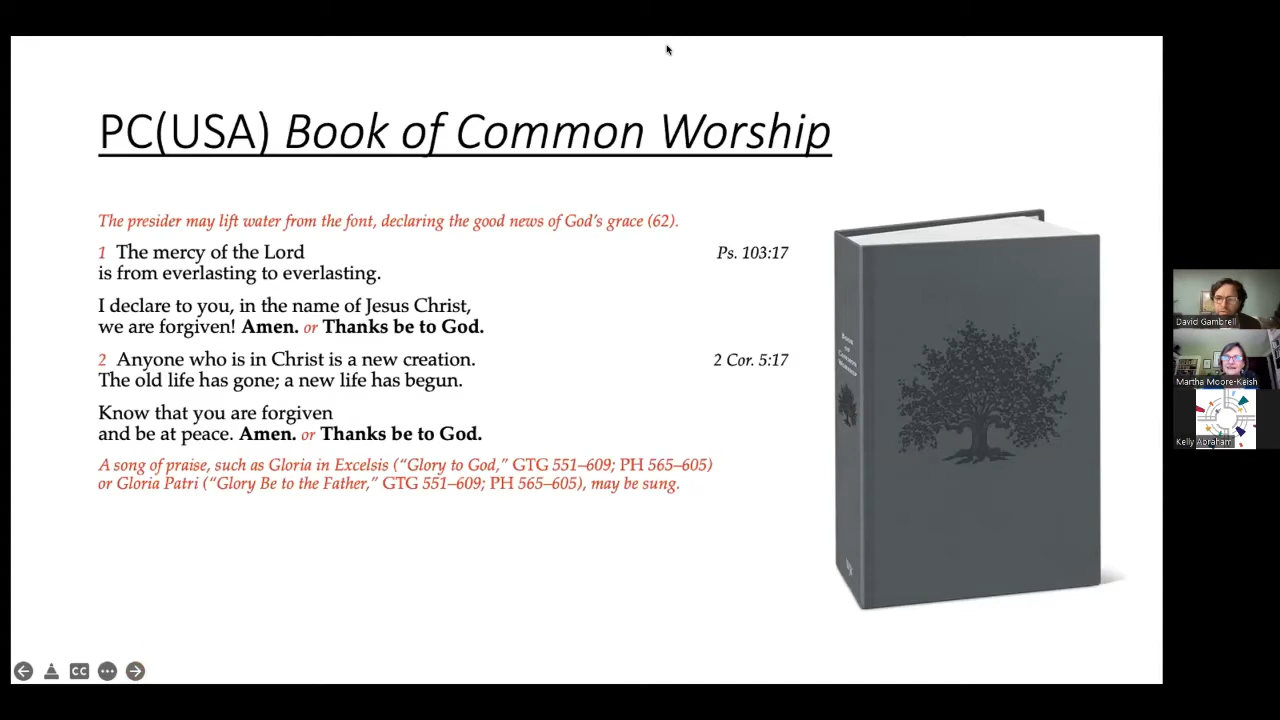 PC(USA) Book of Common Worship
The presider may lift water from the font, declaring the good news of God's grace (62).
1 The mercy of the Lord
Ps. 103:17
is from everlasting to everlasting.
I declare to you, in the name of Jesus Christ,
we are forgiven! Amen. or Thanks be to God.
2 Anyone who is in Christ is a new creation.
2 Cor. 5:17
The old life has gone; a new life has begun.
Know that you are forgiven
and be at peace. Amen. or Thanks be to God.
A song of praise, such as Gloria in Excelsis (“Glory to God,” GTG 551–609; PH 565–605)
or Gloria Patri (“Glory Be to the Father,” GTG 551–609; PH 565–605), may be sung.
Book
of
Common
Worship
David Gambrell
Martha Moore-Keish
Kelly Abraham
CC